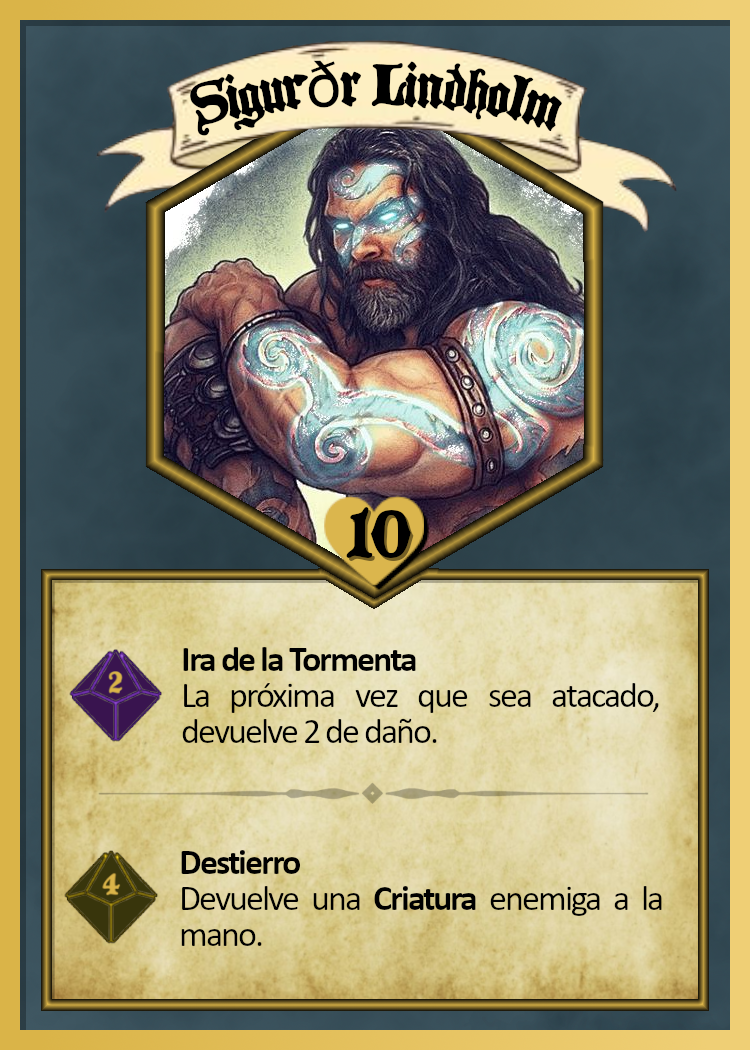 Sigurðr Lindholm
10
2
Ira de la Tormenta
La próxima vez que sea atacado,
devuelve 2 de daño.
4
Destierro
Devuelve una Criatura enemiga a la
mano.